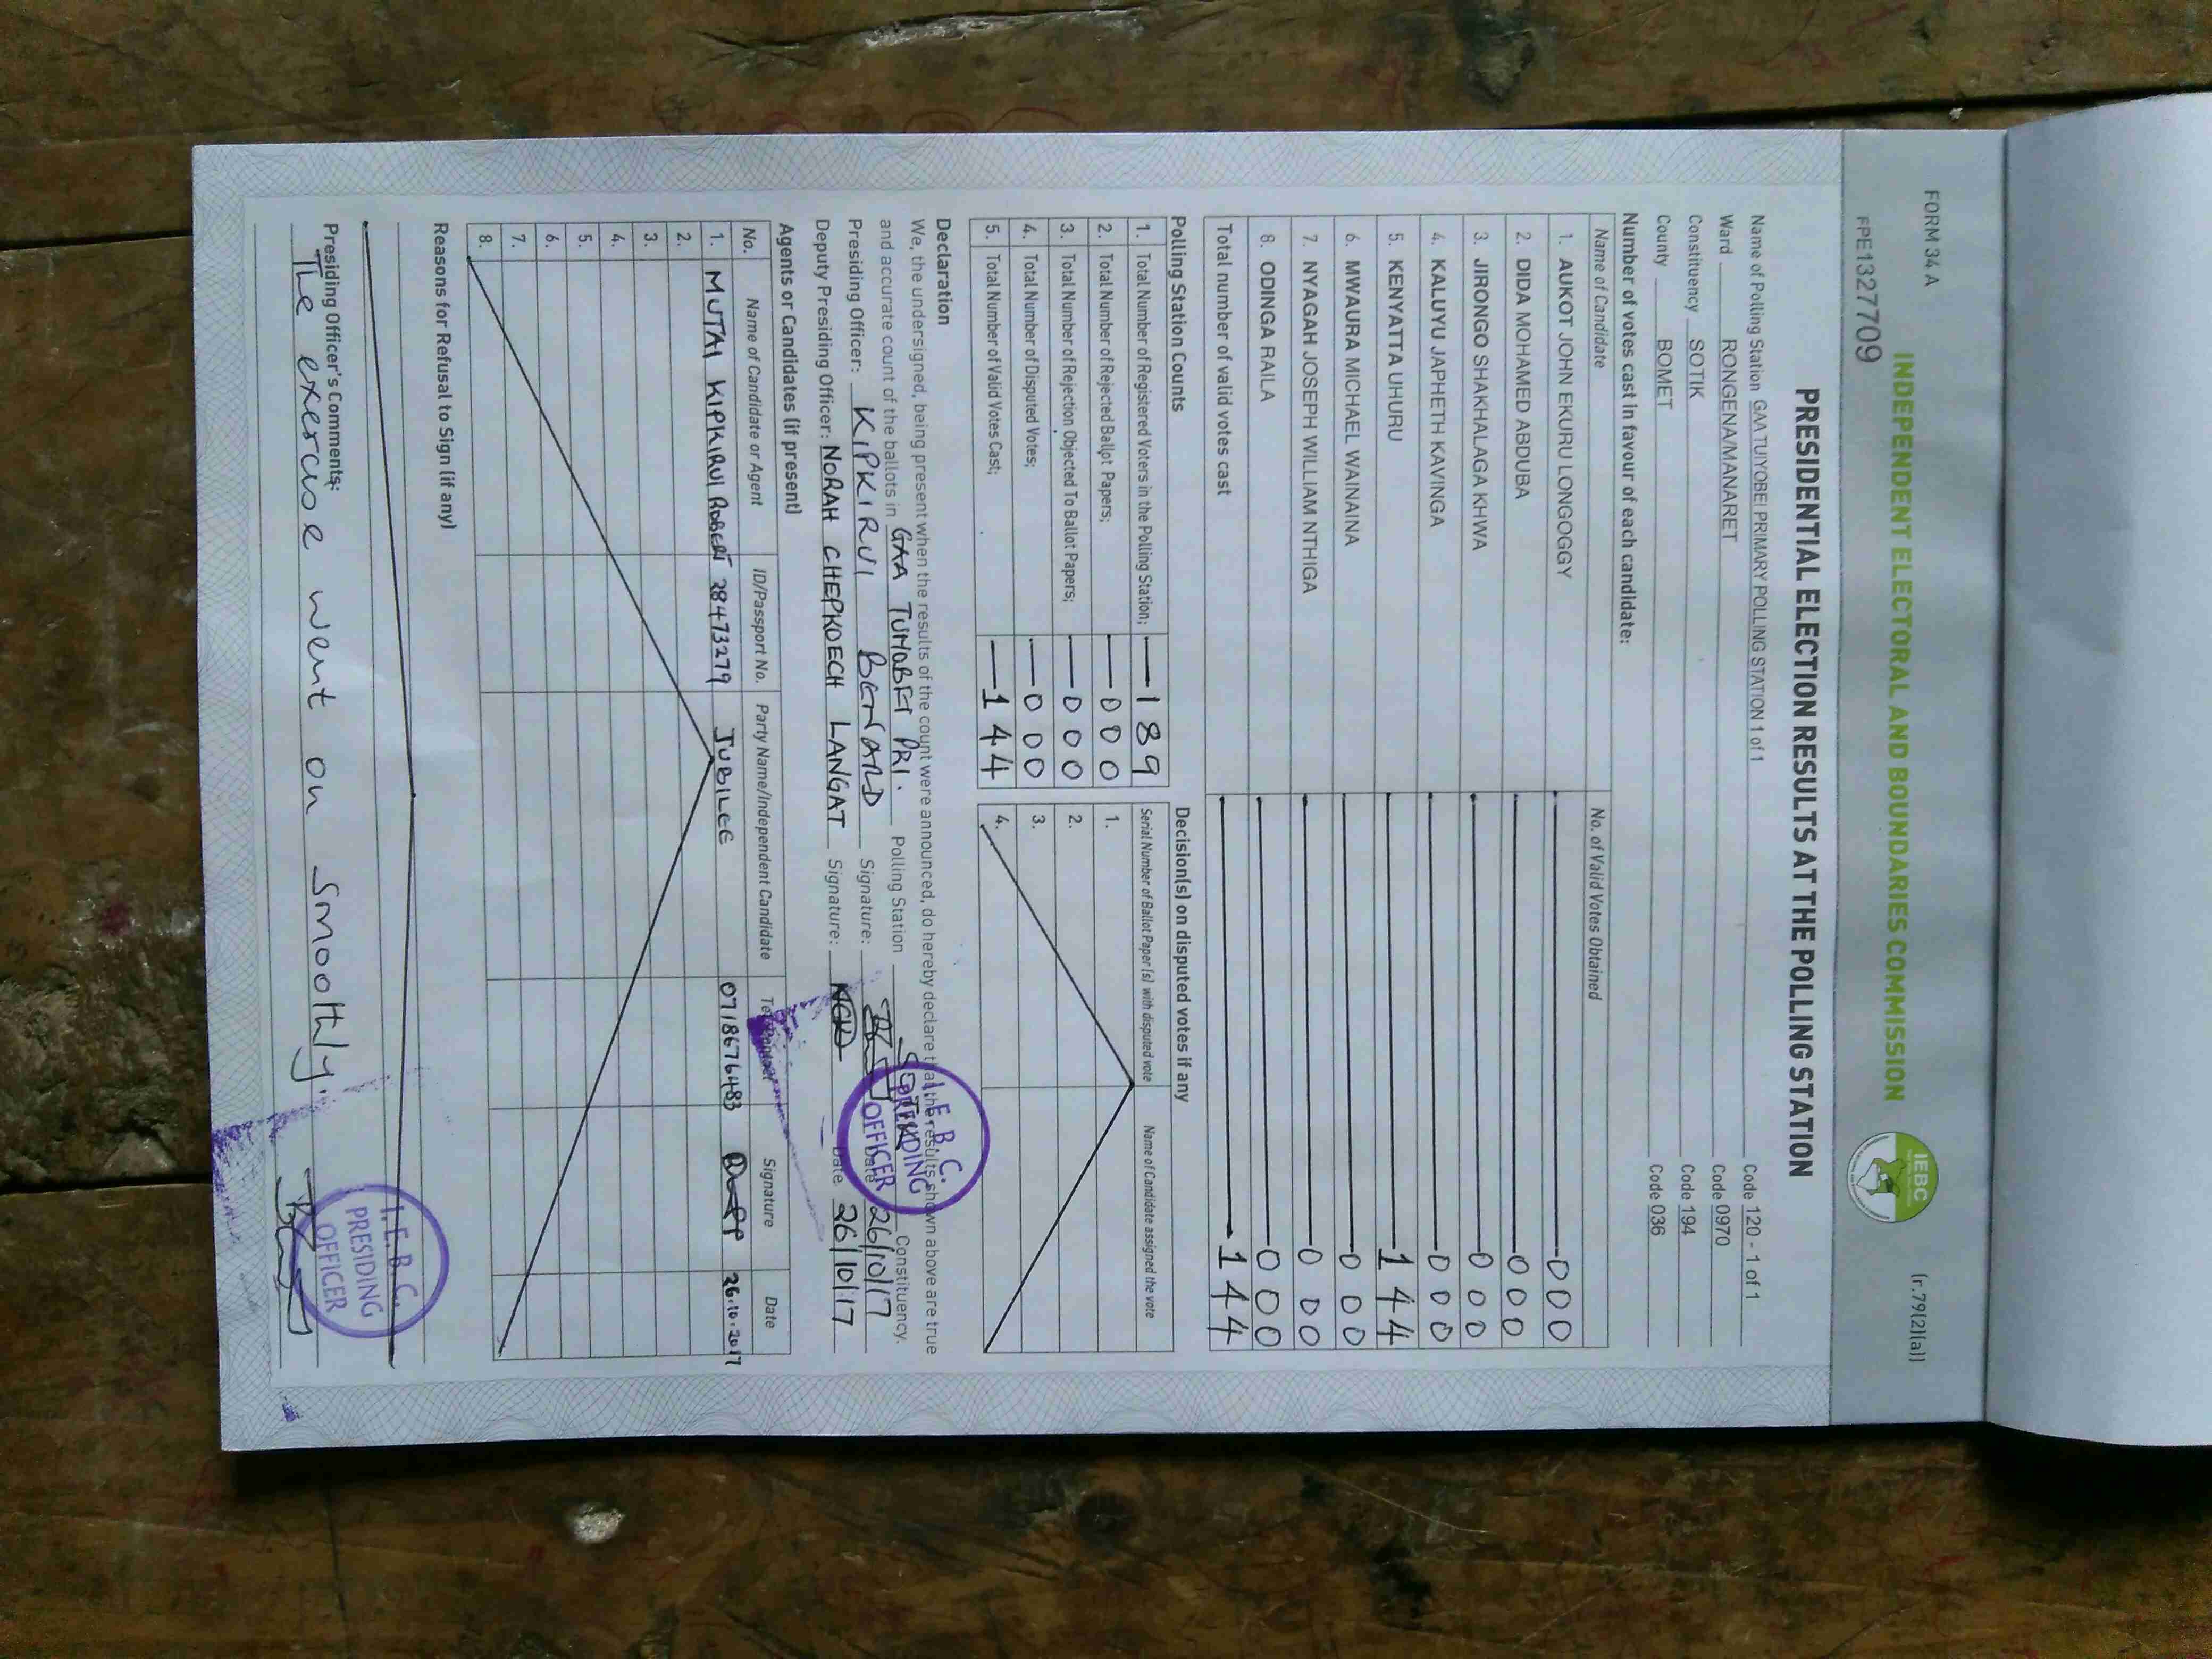 FORM 34 A
(r.79(2)(a))
INDEPENDENT ELECTORAL AND BOUNDARIES COMMISSION
IEBC
PRESIDENTIAL ELECTION RESULTS AT THE POLLING STATION
Name of Polling Station GAA TUIYOBEI PRIMARY POLLING STATION 1 of 1 Code 120 - 1 of 1
Ward RONGENA/MANARET Code 0970
Constituency SOTIK Code 194
County BOMET Code 036
Number of votes cast in favour of each candidate:
Name of Candidate No. of Valid Votes Obtained
1. AUKOT JOHN EKURU LONGOGGY 000
2. DIDA MOHAMED ABDUBA 000
3. JIRONGO SHAKHALAGA KHWA 000
4. KALUYU JAPHETH KAVINGA 000
5. KENYATTA UHURU 144
6. MWAURA MICHAEL WAINAINA 000
7. NYAGAH JOSEPH WILLIAM NTHIGA 000
8. ODINGA RAILA 000
Total number of valid votes cast 144
Polling Station Counts
1. Total Number of Registered Voters in the Polling Station; 189
2. Total Number of Rejected Ballot Papers; 000
3. Total Number of Rejection Objected To Ballot Papers; 000
4. Total Number of Disputed Votes; 000
5. Total Number of Valid Votes Cast; 144
Decision(s) on disputed votes if any
Serial Number of Ballot Paper (s) with disputed vote Name of Candidate assigned the vote
1.
2.
3.
4.
Declaration
We, the undersigned, being present when the results of the count were announced, do hereby declare that the results shown above are true
and accurate count of the ballots in GAA TUIYOBEI PRI. Polling Station SOTIK Constituency.
Presiding Officer: KIPKIRUI BENARD Signature: Date 26/10/17
Deputy Presiding Officer: NORAH CHEPKOECH LANGAT Signature: Date 26/10/17
I.E.B.C.
PRESIDING
OFFICER
Agents or Candidates (if present)
No. Name of Candidate or Agent ID/Passport No. Party Name/Independent Candidate Tel. Contact Signature Date
1. MUTAI KIPKIRUI ROBERT 28473279 JUBILEE 0718676483 26.10.2017
2.
3.
4.
5.
6.
7.
8.
Reasons for Refusal to Sign (if any)
Presiding Officer's Comments:
The exercise went on smoothly.
I.E.B.C.
PRESIDING
OFFICER